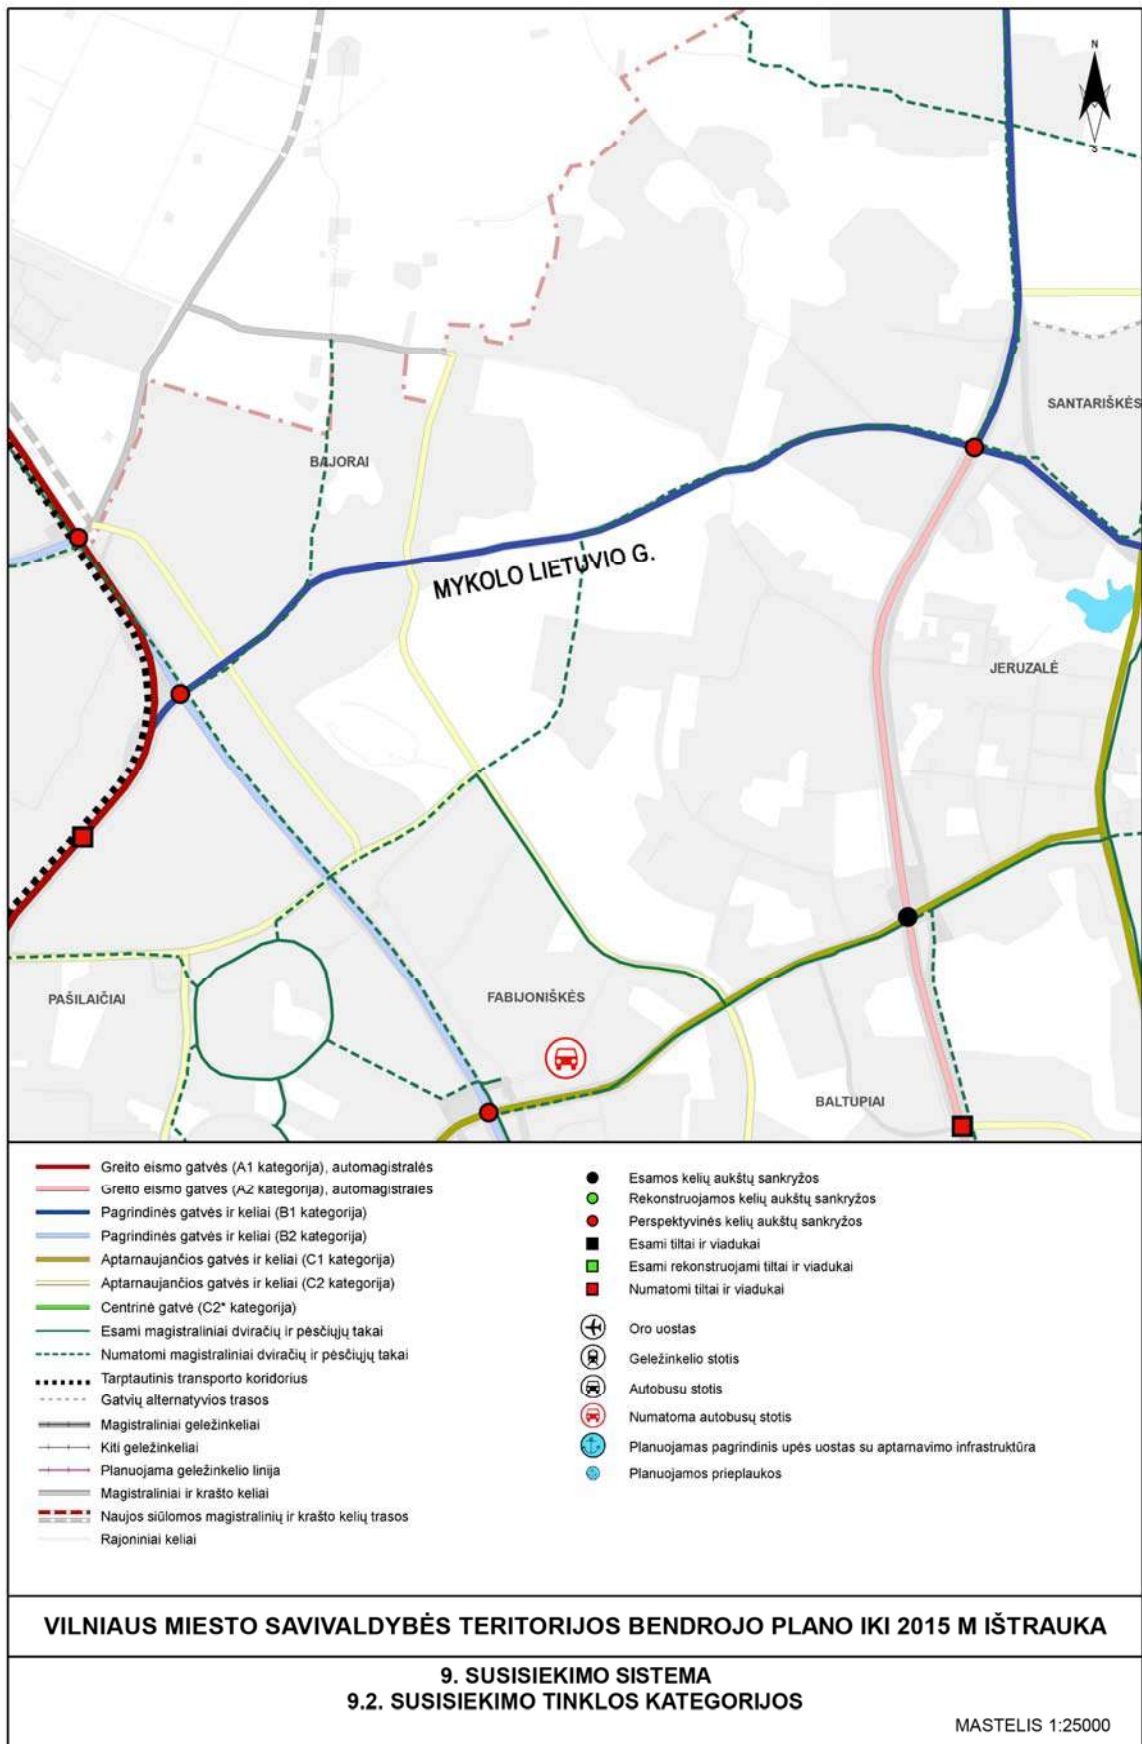 N
S
SANTARIŠKĖS
BAJORAI
MYKOLO LIETUVIO G.
JERUZALĖ
PAŠILAIČIAI
FABIJONIŠKĖS
BALTUPIAI
Greito eismo gatvės (A1 kategorija), automagistralės
Greito eismo gatvės (A2 kategorija), automagistralės
Pagrindinės gatvės ir keliai (B1 kategorija)
Pagrindinės gatvės ir keliai (B2 kategorija)
Aptarnaujančios gatvės ir keliai (C1 kategorija)
Aptarnaujančios gatvės ir keliai (C2 kategorija)
Centrinė gatvė (C2* kategorija)
Esami magistraliniai dviračių ir pėsčiųjų takai
Numatomi magistraliniai dviračių ir pėsčiųjų takai
Tarptautinis transporto koridorius
Gatvių alternatyvios trasos
Magistraliniai geležinkeliai
Kiti geležinkeliai
Planuojama geležinkelio linija
Magistraliniai ir krašto keliai
Naujos siūlomos magistralinių ir krašto kelių trasos
Rajoniniai keliai
Esamos kelių aukštų sankryžos
Rekonstruojamos kelių aukštų sankryžos
Perspektyvinės kelių aukštų sankryžos
Esami tiltai ir viadukai
Esami rekonstruojami tiltai ir viadukai
Numatomi tiltai ir viadukai
Oro uostas
Geležinkelio stotis
Autobusu stotis
Numatoma autobusų stotis
Planuojamas pagrindinis upės uostas su aptarnavimo infrastruktūra
Planuojamos prieplaukos
VILNIAUS MIESTO SAVIVALDYBĖS TERITORIJOS BENDROJO PLANO IKI 2015 M IŠTRAUKA
9. SUSISIEKIMO SISTEMA
9.2. SUSISIEKIMO TINKLOS KATEGORIJOS
MASTELIS 1:25000